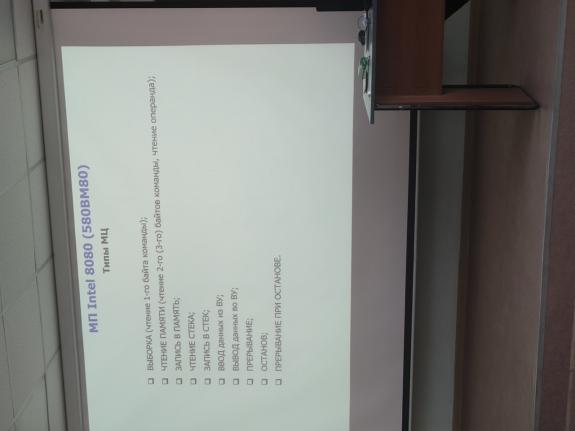 МП Intel 8080 (580ВМ80)
Типы МЦ
❑ ВЫБОРКА (чтение 1-го байта команды);
❑ ЧТЕНИЕ ПАМЯТИ (чтение 2-го (3-го) байтов команды, чтение операнда);
❑ ЗАПИСЬ В ПАМЯТЬ;
❑ ЧТЕНИЕ СТЕКА;
❑ ЗАПИСЬ В СТЕК;
❑ ВВОД данных из ВУ;
❑ ВЫВОД данных во ВУ;
❑ ПРЕРЫВАНИЕ;
❑ ОСТАНОВ;
❑ ПРЕРЫВАНИЕ ПРИ ОСТАНОВЕ.